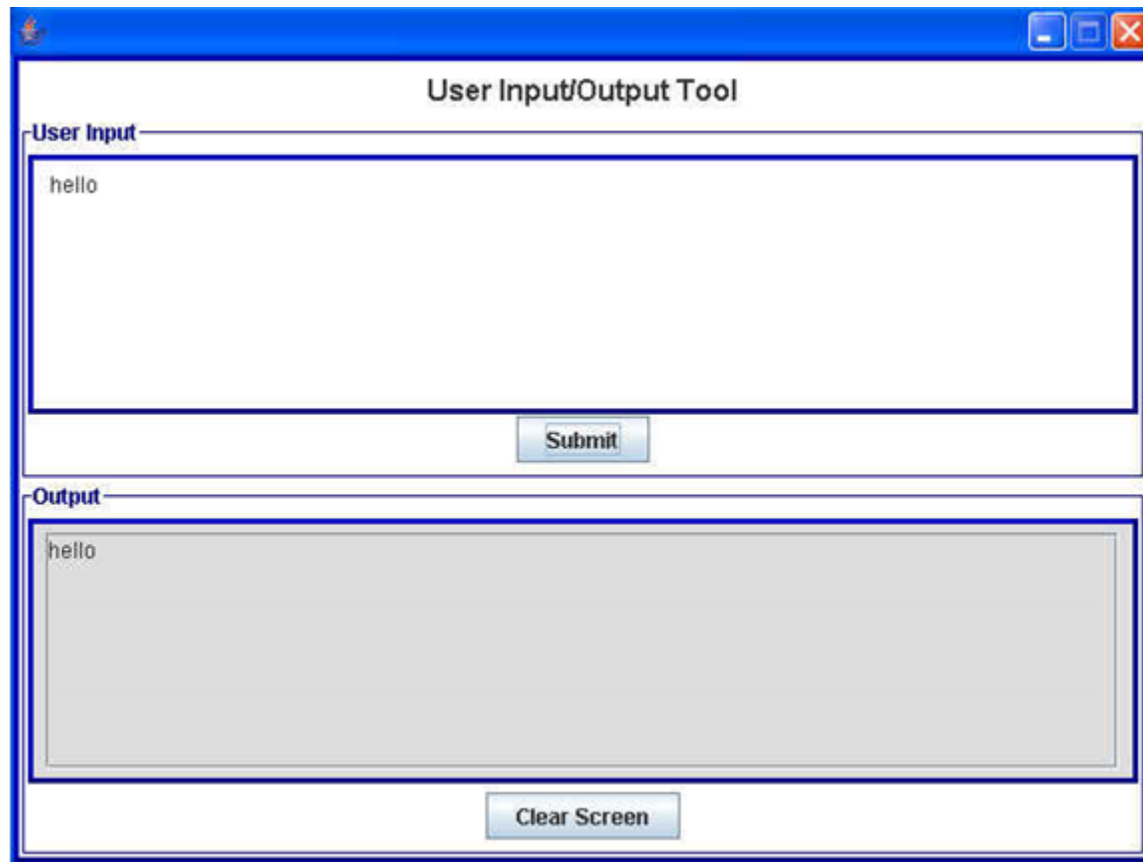 User Input/Output Tool
User Input
hello
Submit
Output
hello
Clear Screen